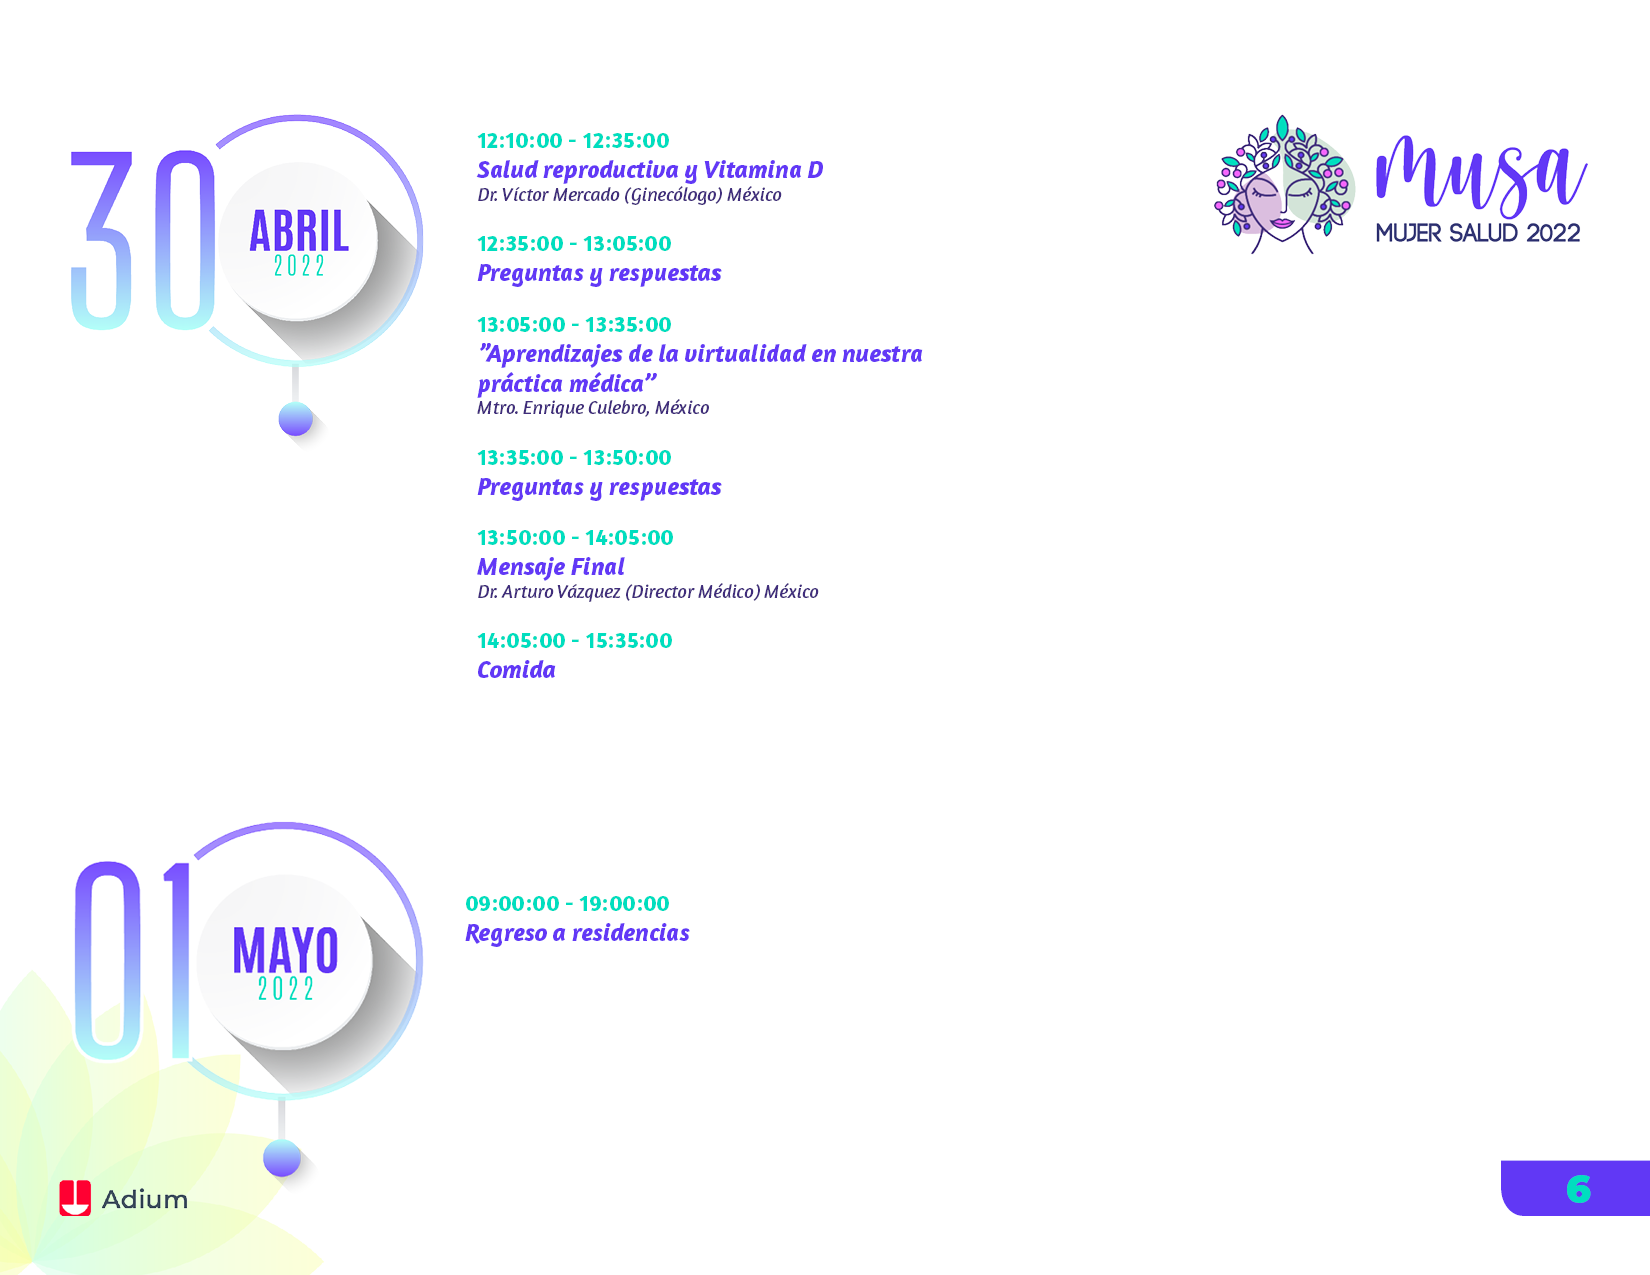 30
ABRIL
2022
12:10:00 - 12:35:00
Salud reproductiva y Vitamina D
Dr. Víctor Mercado (Ginecólogo) México
12:35:00 - 13:05:00
Preguntas y respuestas
13:05:00 - 13:35:00
”Aprendizajes de la virtualidad en nuestra
práctica médica”
Mtro. Enrique Culebro, México
13:35:00 - 13:50:00
Preguntas y respuestas
13:50:00 - 14:05:00
Mensaje Final
Dr. Arturo Vázquez (Director Médico) México
14:05:00 - 15:35:00
Comida
musa
MUJER SALUD 2022
01
MAYO
2022
09:00:00 - 19:00:00
Regreso a residencias
Adium
6